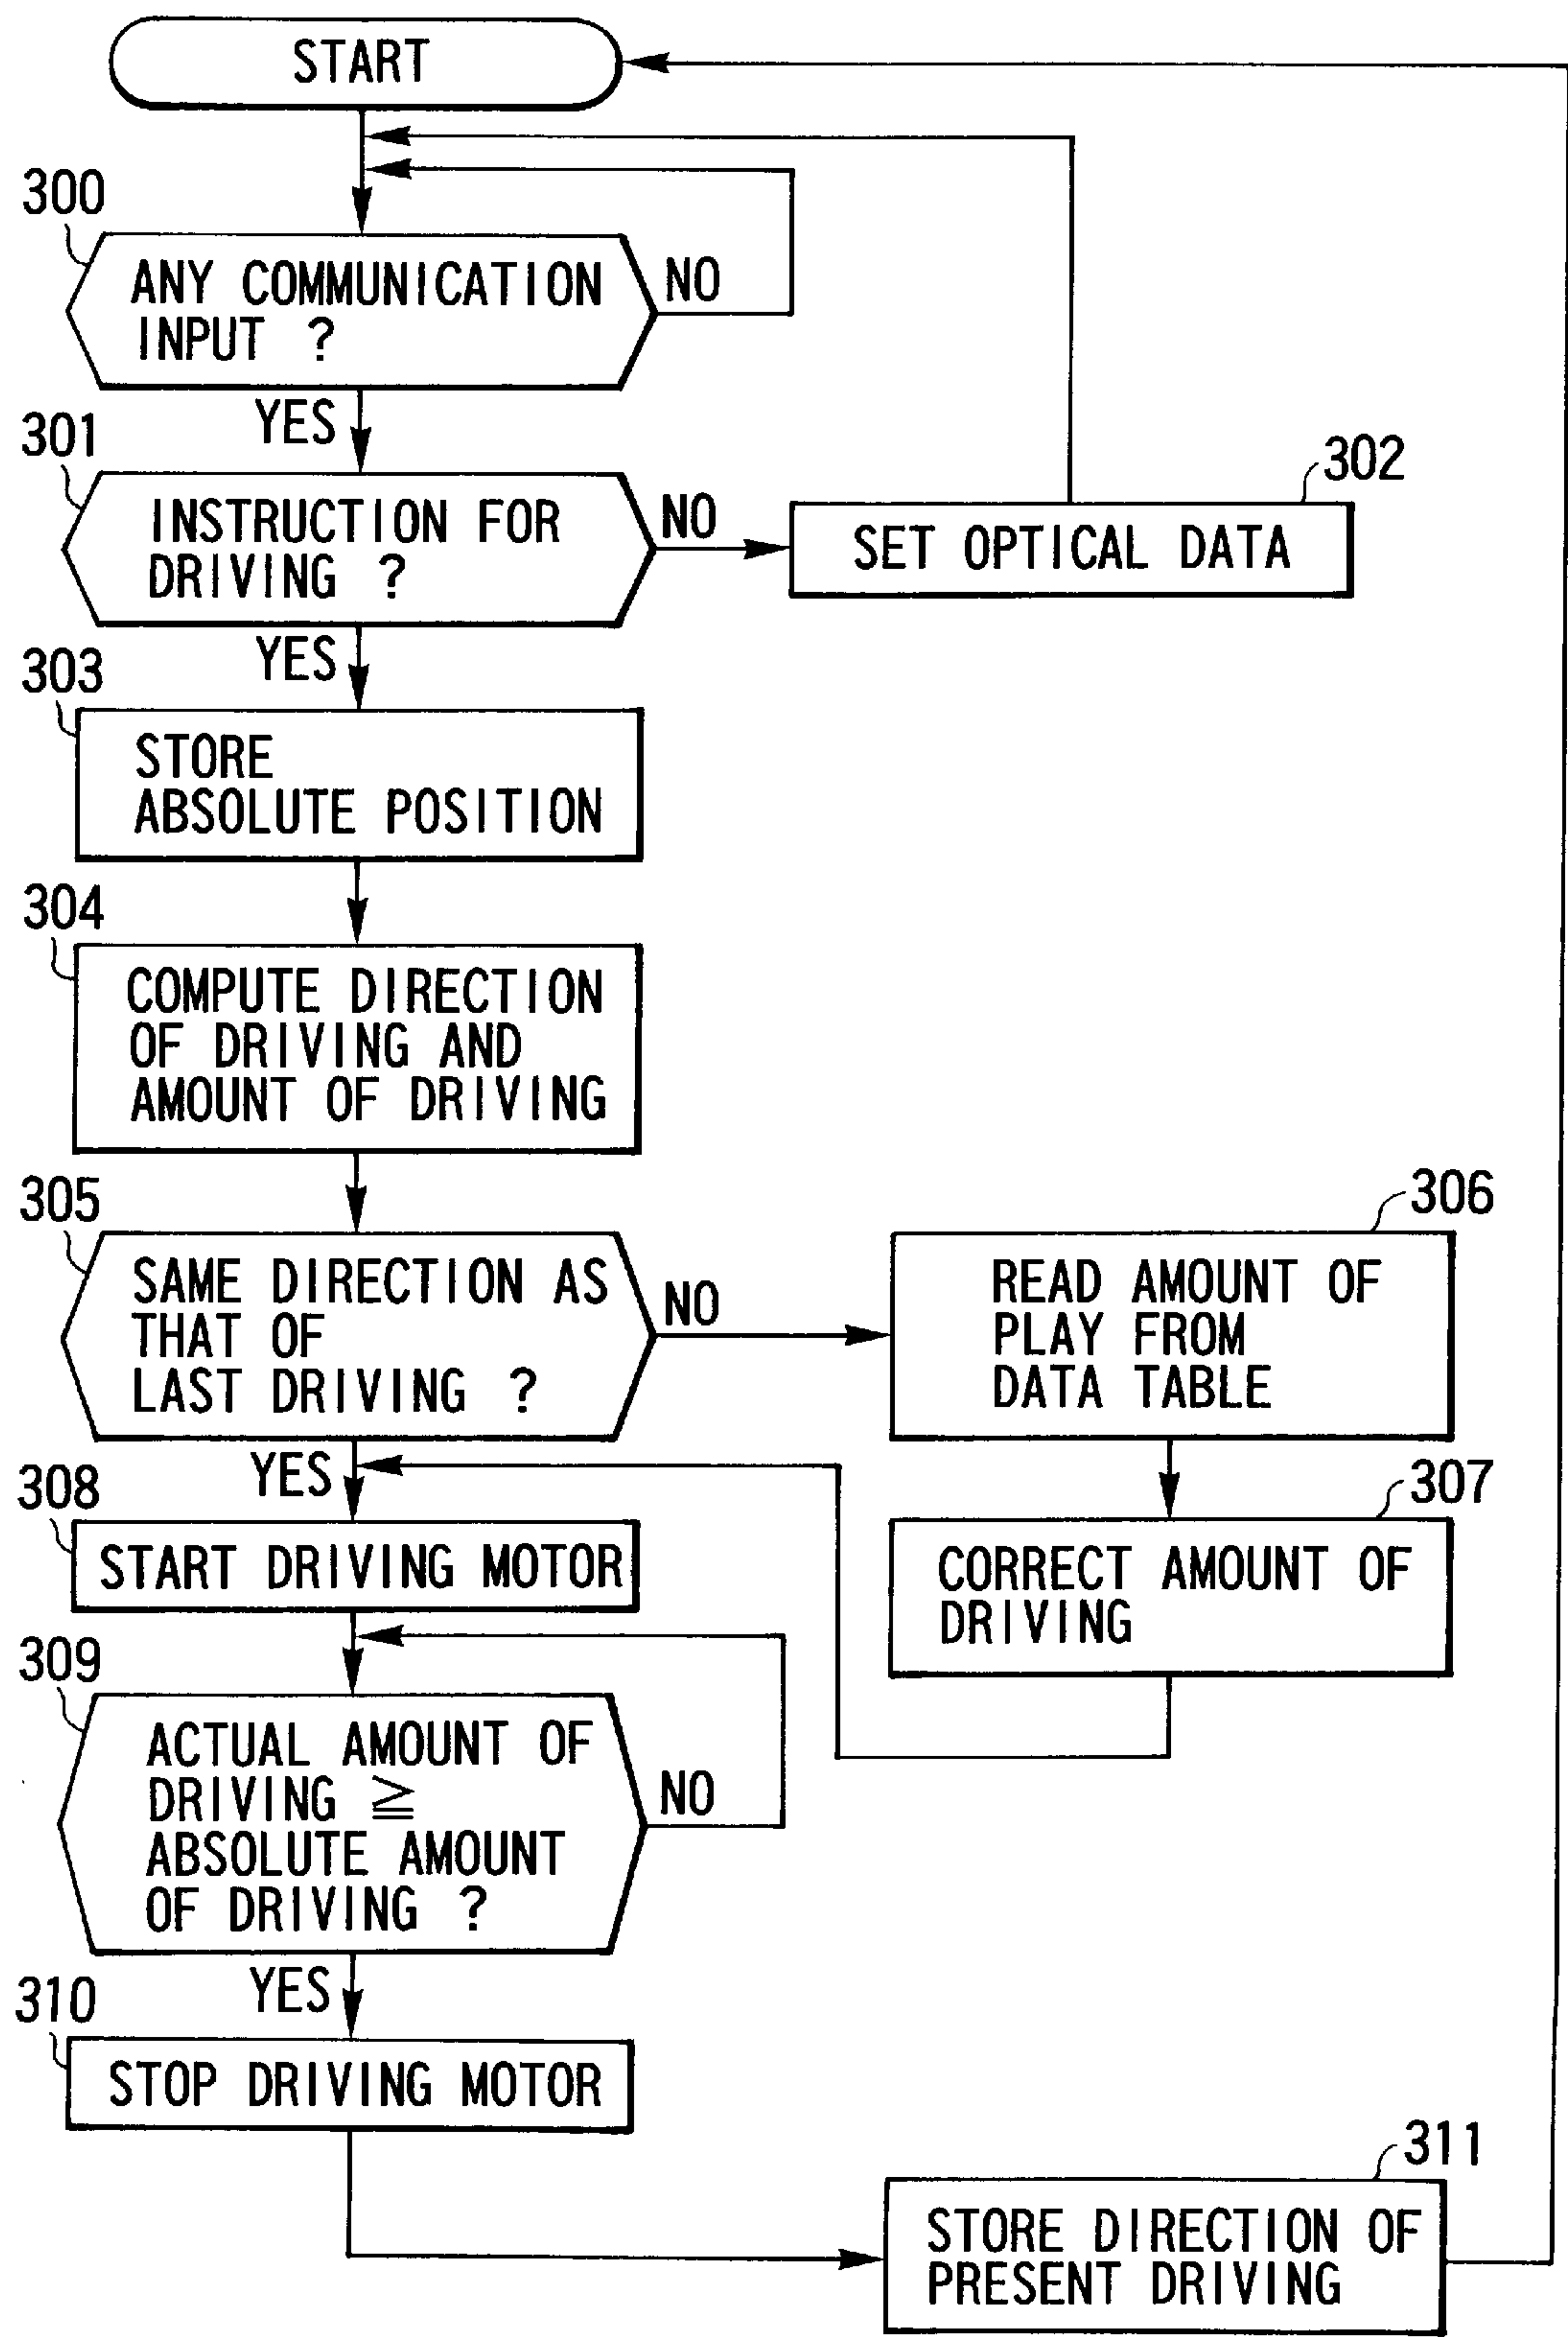 START
300
ANY COMMUNICATION
INPUT ?
NO
YES
301
INSTRUCTION FOR
DRIVING ?
NO
302
SET OPTICAL DATA
YES
303
STORE
ABSOLUTE POSITION
304
COMPUTE DIRECTION
OF DRIVING AND
AMOUNT OF DRIVING
305
SAME DIRECTION AS
THAT OF
LAST DRIVING ?
NO
306
READ AMOUNT OF
PLAY FROM
DATA TABLE
YES
307
CORRECT AMOUNT OF
DRIVING
308
START DRIVING MOTOR
309
ACTUAL AMOUNT OF
DRIVING ≧
ABSOLUTE AMOUNT
OF DRIVING ?
NO
YES
310
STOP DRIVING MOTOR
311
STORE DIRECTION OF
PRESENT DRIVING